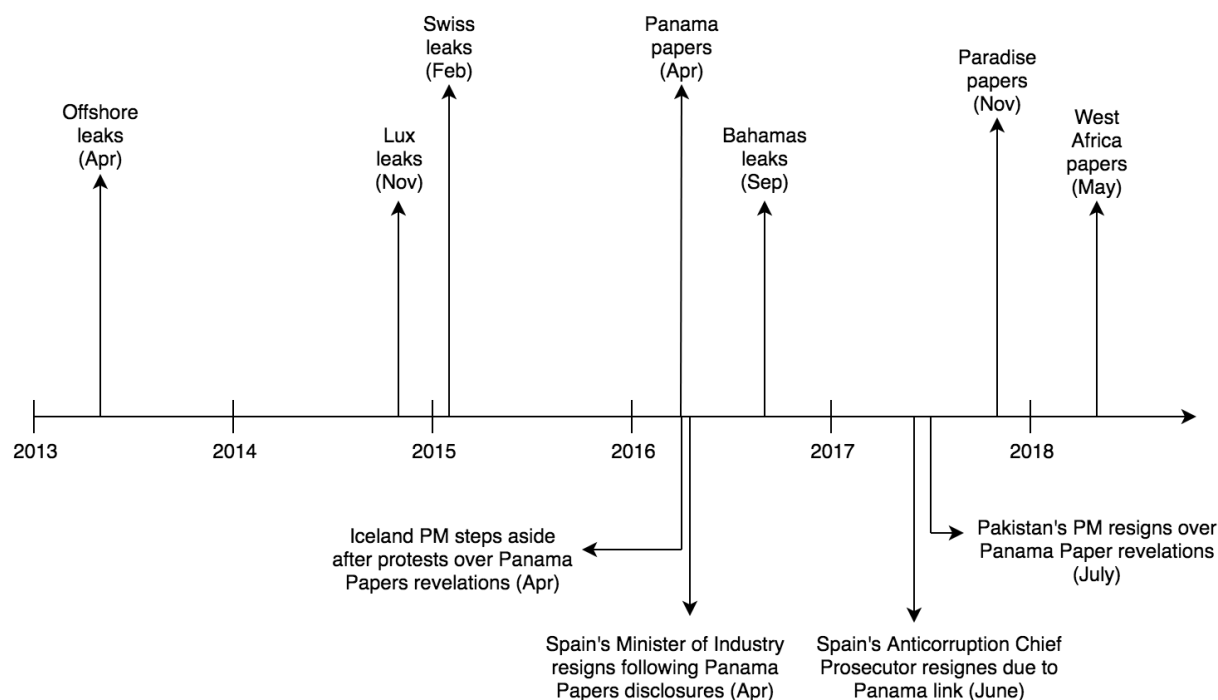 Offshore
leaks
(Apr)
Lux
leaks
(Nov)
Swiss
leaks
(Feb)
Panama
papers
(Apr)
Bahamas
leaks
(Sep)
Paradise
papers
(Nov)
West
Africa
papers
(May)
2013
2014
2015
2016
2017
2018
Iceland PM steps aside
after protests over Panama
Papers revelations (Apr)
Spain's Minister of Industry
resigns following Panama
Papers disclosures (Apr)
Spain's Anticorruption Chief
Prosecutor resignes due to
Panama link (June)
Pakistan's PM resigns over
Panama Paper revelations
(July)